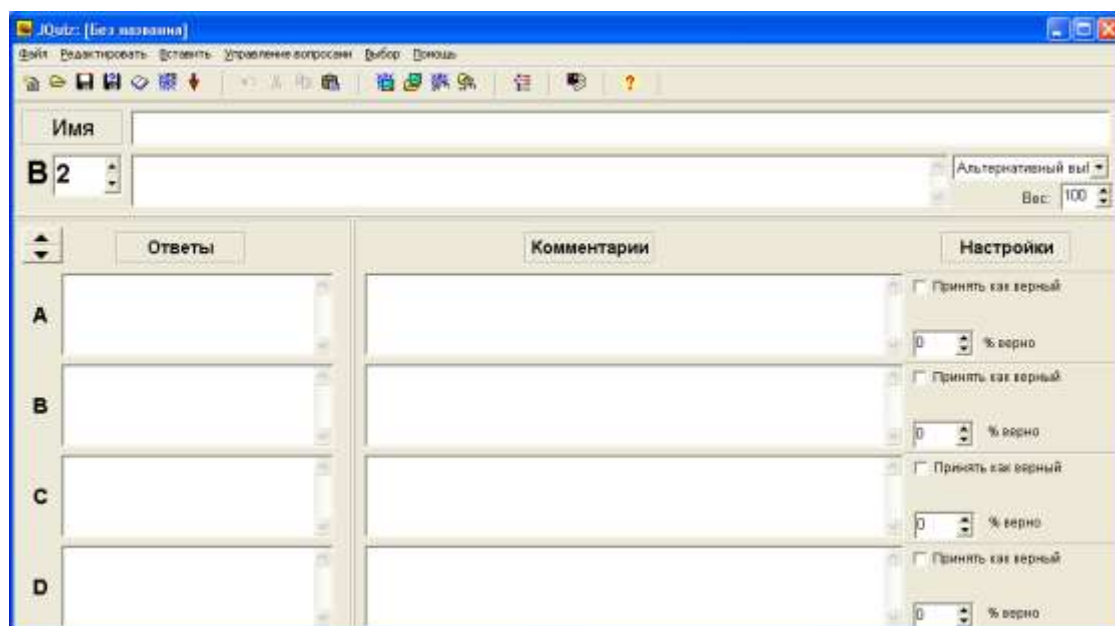 JQuiz: [Без названия]
Файл Редактировать Вставить Управление вопросами Выбор Помощь
?
Имя
В 2
Альтернативный выб
Вес: 100
Ответы Комментарии Настройки
A
Принять как верный
0 % верно
B
Принять как верный
0 % верно
C
Принять как верный
0 % верно
D
Принять как верный
0 % верно